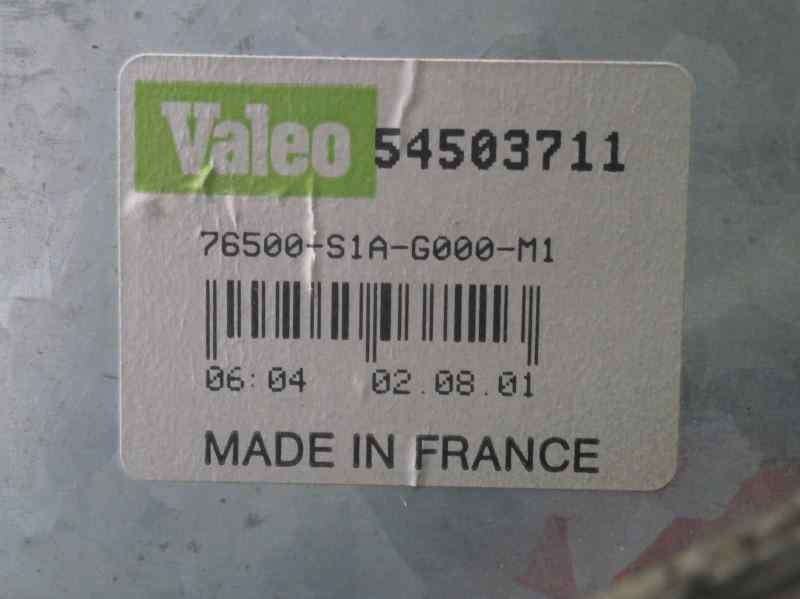 Valeo 54503711
76500-S1A-G000-M1
06:04 02.08.01
MADE IN FRANCE